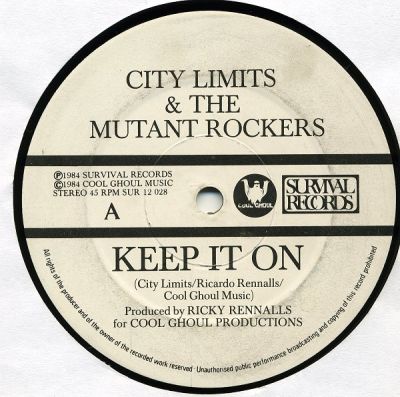 CITY LIMITS
& THE
MUTANT ROCKERS
Ⓟ1984 SURVIVAL RECORDS
©1984 COOL GHOUL MUSIC
STEREO 45 RPM SUR 12 028
A
COOL GHOUL
SURVIVAL
RECORDS
KEEP IT ON
(City Limits/Ricardo Rennalls/
Cool Ghoul Music)
Produced by RICKY RENNALLS
for COOL GHOUL PRODUCTIONS
All rights of the producer and of the owner of the recorded work reserved · Unauthorised public performance broadcasting and copying of this record prohibited